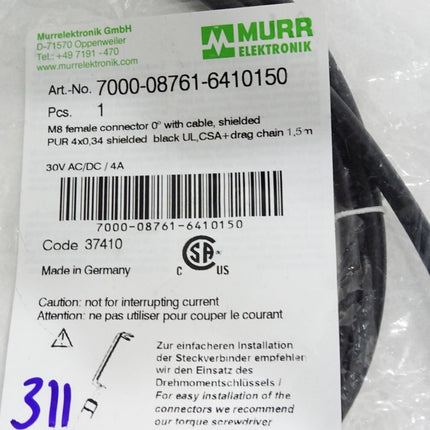 Murrelektronik GmbH
D-71570 Oppenweiler
Tel.: +49 7191 -470
www.murrelektronik.com
MURR
ELEKTRONIK
Art.-No. 7000-08761-6410150
Pcs. 1
M8 female connector 0° with cable, shielded
PUR 4x0,34 shielded black UL,CSA+drag chain 1,5m
30V AC/DC / 4A
7000-08761-6410150
Code 37410
Made in Germany
C SA US
Caution: not for interrupting current
Attention: ne pas utiliser pour couper le courant
Zur einfacheren Installation
der Steckverbinder empfehlen
wir den Einsatz des
Drehmomentschlüssels /
For easy installation of the
connectors we recommend
our torque screwdriver
311